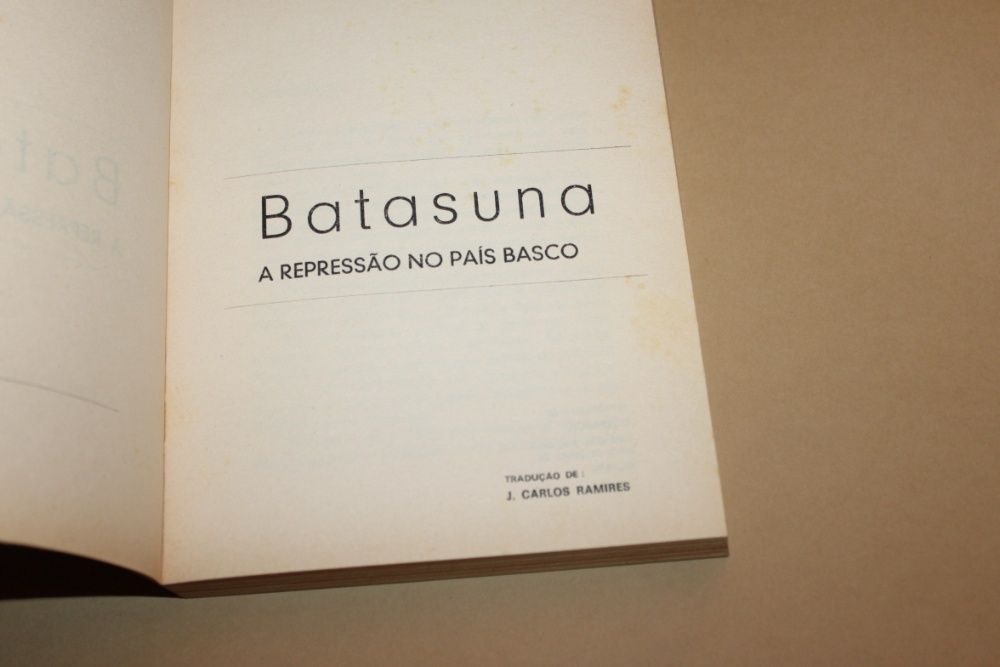 Batasuna
A REPRESSÃO NO PAÍS BASCO
TRADUÇÃO DE :
J. CARLOS RAMIRES